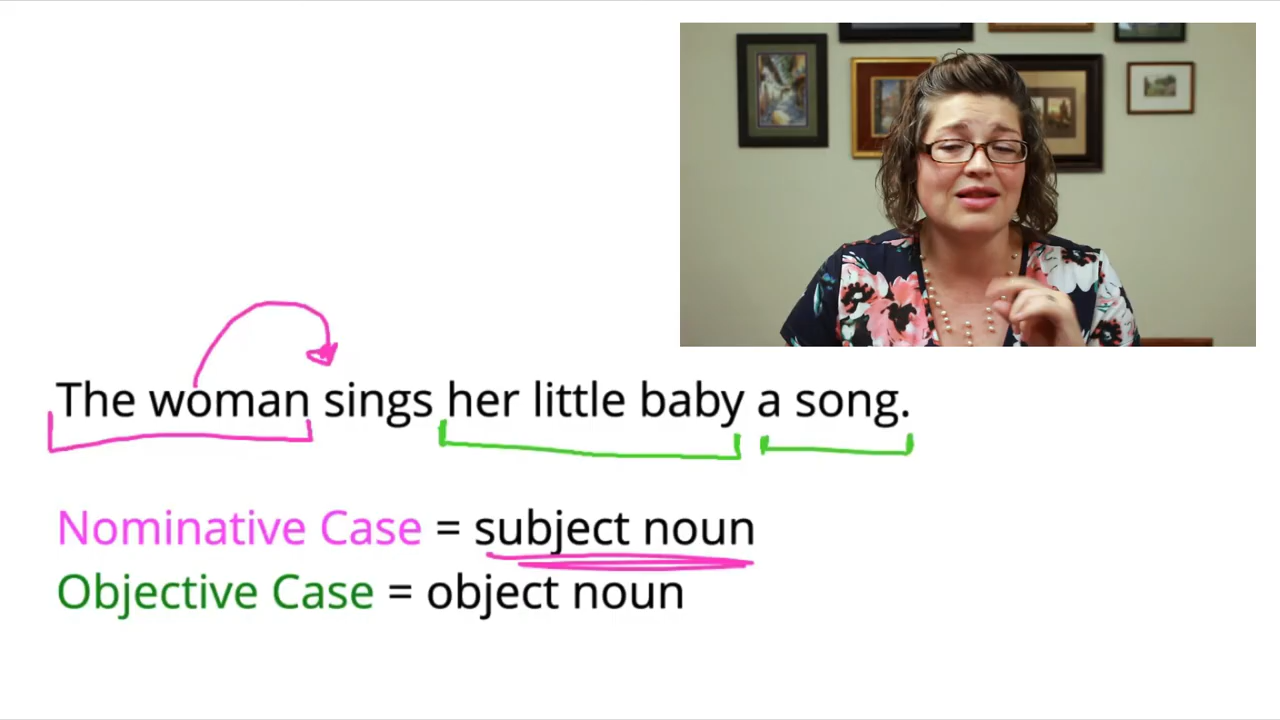 The woman sings her little baby a song.
Nominative Case = subject noun
Objective Case = object noun